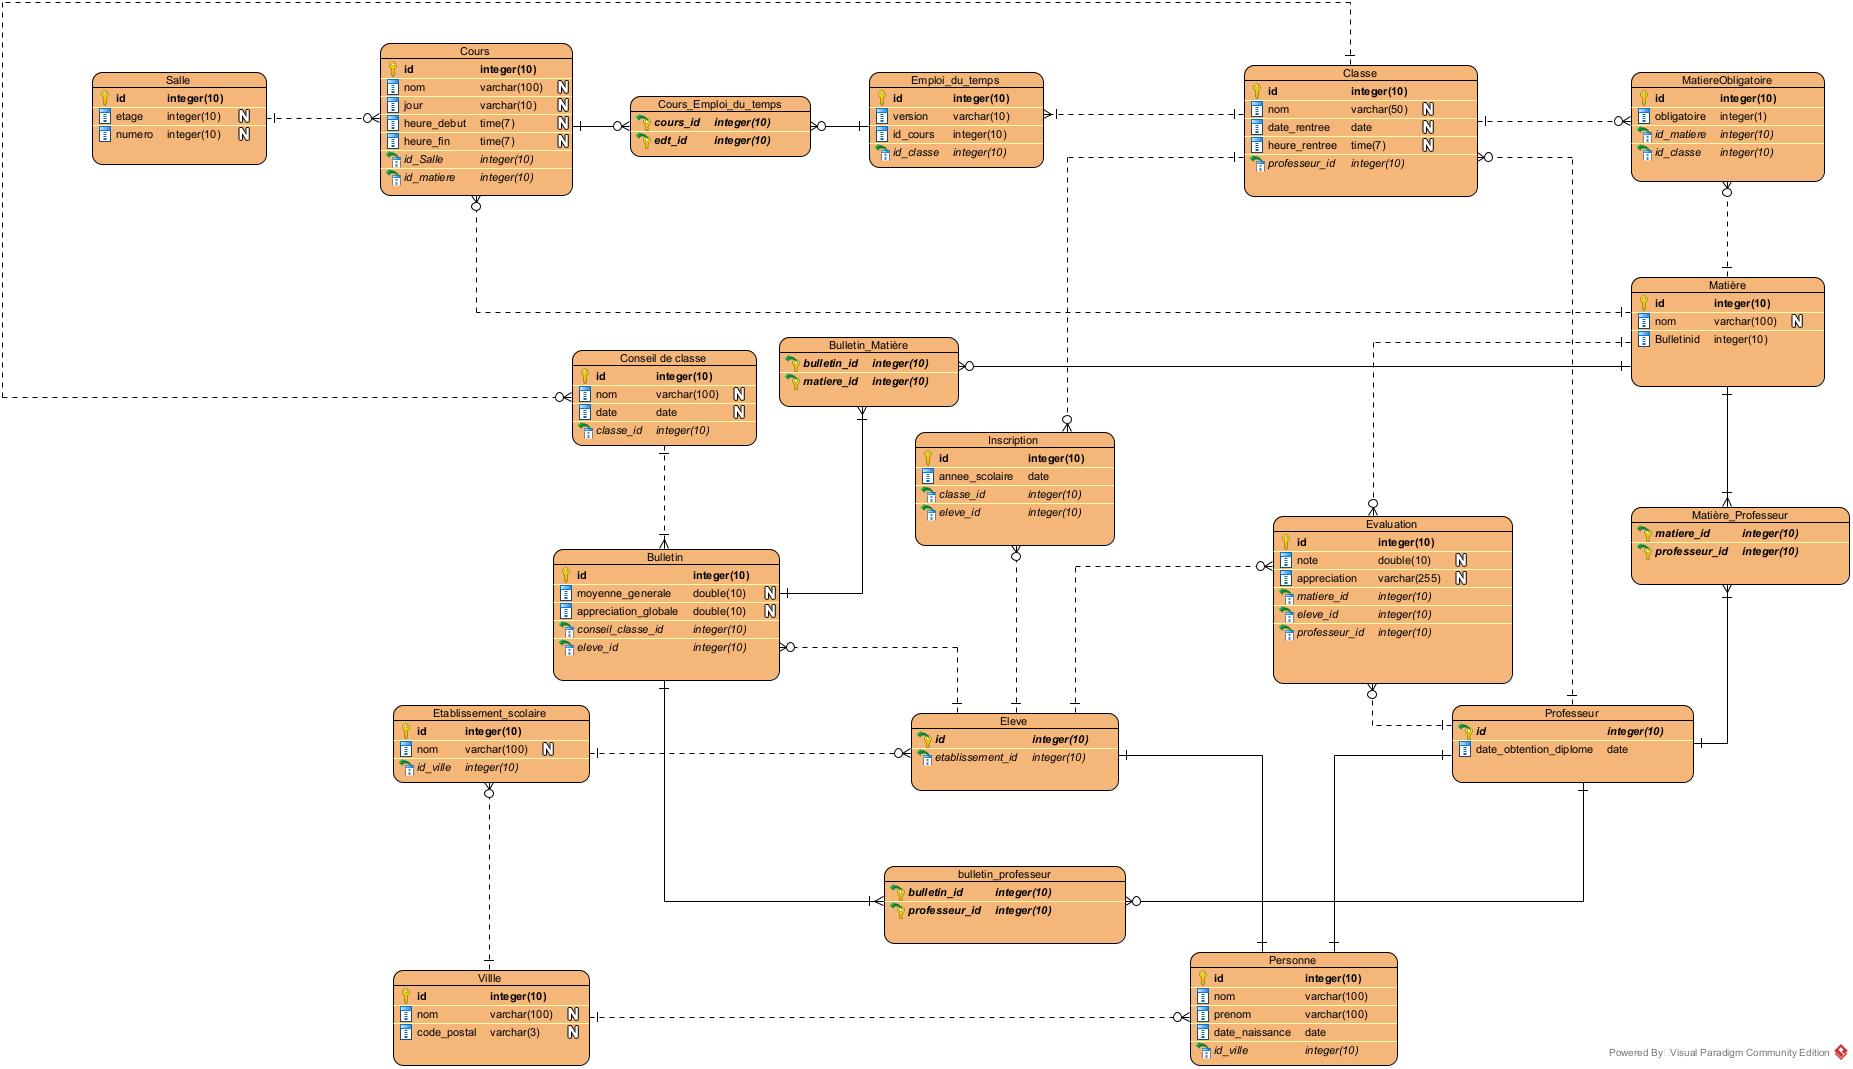 Salle
id integer(10)
etage integer(10) N
numero integer(10) N
Cours
id integer(10)
nom varchar(100) N
jour varchar(10) N
heure_debut time(7) N
heure_fin time(7) N
id_Salle integer(10)
id_matiere integer(10)
Cours_Emploi_du_temps
cours_id integer(10)
edt_id integer(10)
Emploi_du_temps
id integer(10)
version varchar(10)
id_cours integer(10)
id_classe integer(10)
Classe
id integer(10)
nom varchar(50) N
date_rentree date N
heure_rentree time(7) N
professeur_id integer(10)
MatiereObligatoire
id integer(10)
obligatoire integer(1)
id_matiere integer(10)
id_classe integer(10)
Matière
id integer(10)
nom varchar(100) N
Bulletinid integer(10)
Conseil de classe
id integer(10)
nom varchar(100) N
date date N
classe_id integer(10)
Bulletin_Matière
bulletin_id integer(10)
matiere_id integer(10)
Inscription
id integer(10)
annee_scolaire date
classe_id integer(10)
eleve_id integer(10)
Evaluation
id integer(10)
note double(10) N
appreciation varchar(255) N
matiere_id integer(10)
eleve_id integer(10)
professeur_id integer(10)
Matière_Professeur
matiere_id integer(10)
professeur_id integer(10)
Bulletin
id integer(10)
moyenne_generale double(10) N
appreciation_globale double(10) N
conseil_classe_id integer(10)
eleve_id integer(10)
Etablissement_scolaire
id integer(10)
nom varchar(100) N
id_ville integer(10)
Eleve
id integer(10)
etablissement_id integer(10)
Professeur
id integer(10)
date_obtention_diplome date
bulletin_professeur
bulletin_id integer(10)
professeur_id integer(10)
Villle
id integer(10)
nom varchar(100) N
code_postal varchar(3) N
Personne
id integer(10)
nom varchar(100)
prenom varchar(100)
date_naissance date
id_ville integer(10)
Powered By Visual Paradigm Community Edition